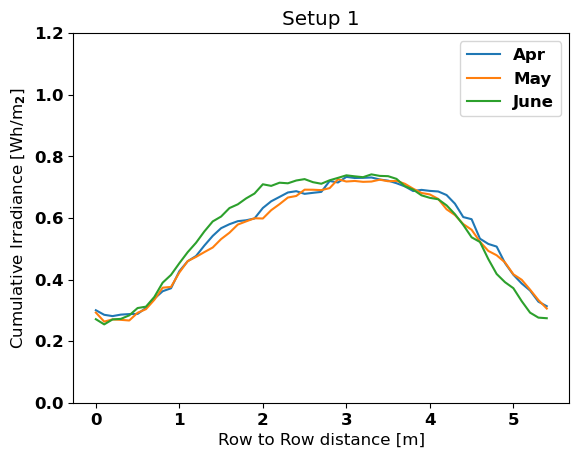 Setup 1
Apr
May
June
Cumulative Irradiance [Wh/m₂]
1.2
1.0
0.8
0.6
0.4
0.2
0.0
0 1 2 3 4 5
Row to Row distance [m]